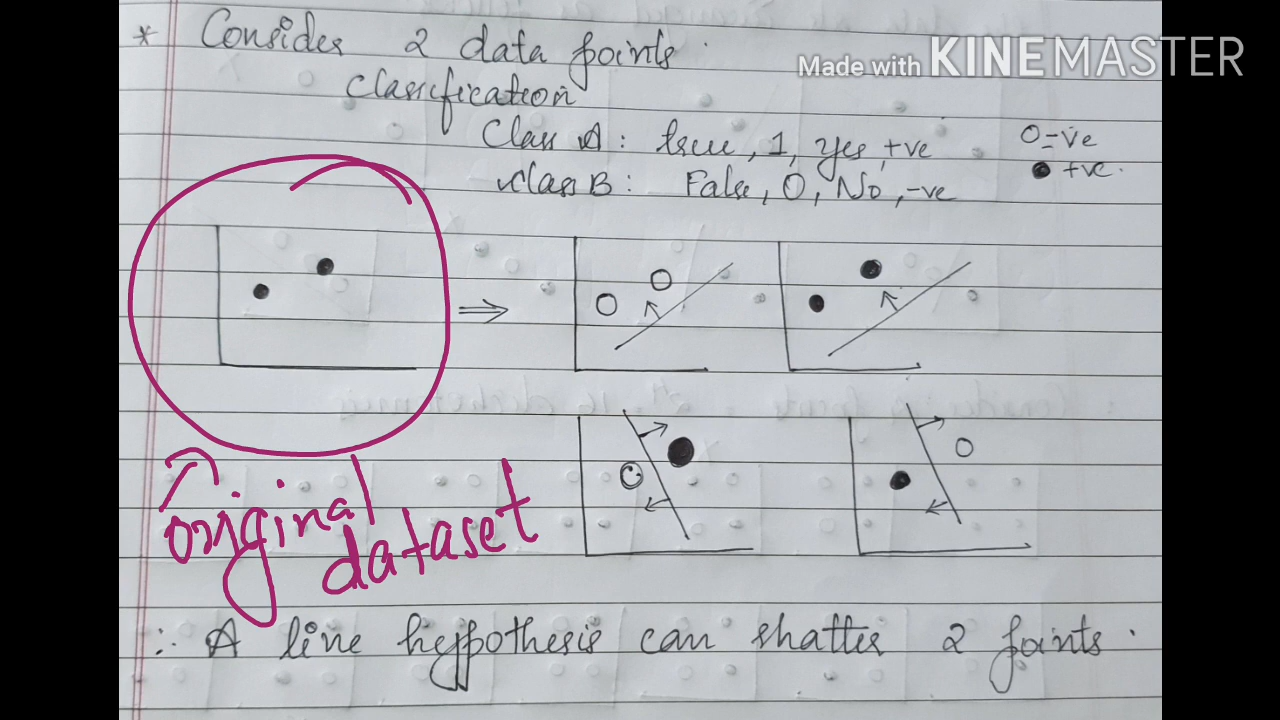 Made with KINEMASTER
* Consider 2 data points.
Classification
Class A: true, 1, Yes, +ve
Class B: False, 0, No, -ve
O -ve
● +ve.
⇒
original
dataset
∴ A line hypothesis can shatter 2 points.